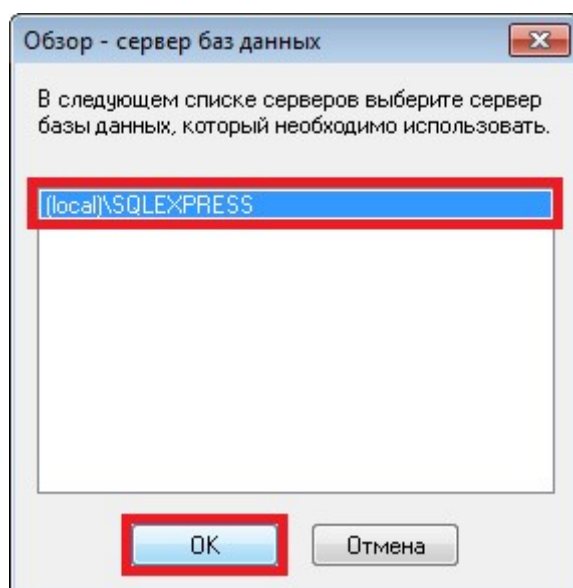 Обзор - сервер баз данных
В следующем списке серверов выберите сервер
базы данных, который необходимо использовать.
(local)\SQLEXPRESS
OK
Отмена